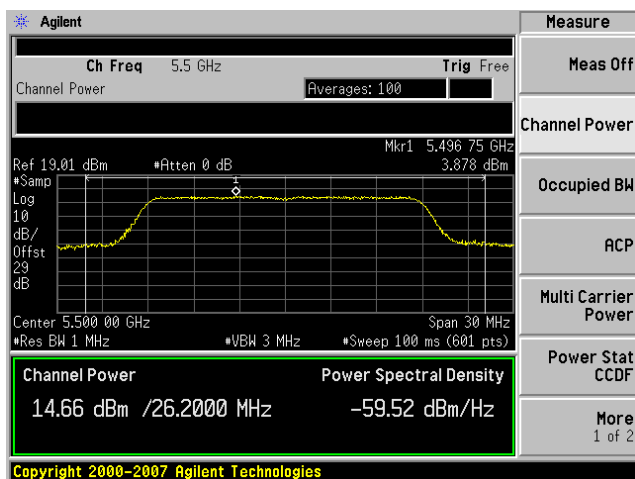 Agilent
Measure
Ch Freq 5.5 GHz Trig Free
Channel Power Averages: 100
Mkr1 5.496 75 GHz
Ref 19.01 dBm #Atten 0 dB 3.878 dBm
#Samp
Log
10
dB/
Offst
29
dB
1
Center 5.500 00 GHz Span 30 MHz
#Res BW 1 MHz #VBW 3 MHz #Sweep 100 ms (601 pts)
Channel Power Power Spectral Density
14.66 dBm /26.2000 MHz -59.52 dBm/Hz
Meas Off
Channel Power
Occupied BW
ACP
Multi Carrier
Power
Power Stat
CCDF
More
1 of 2
Copyright 2000-2007 Agilent Technologies